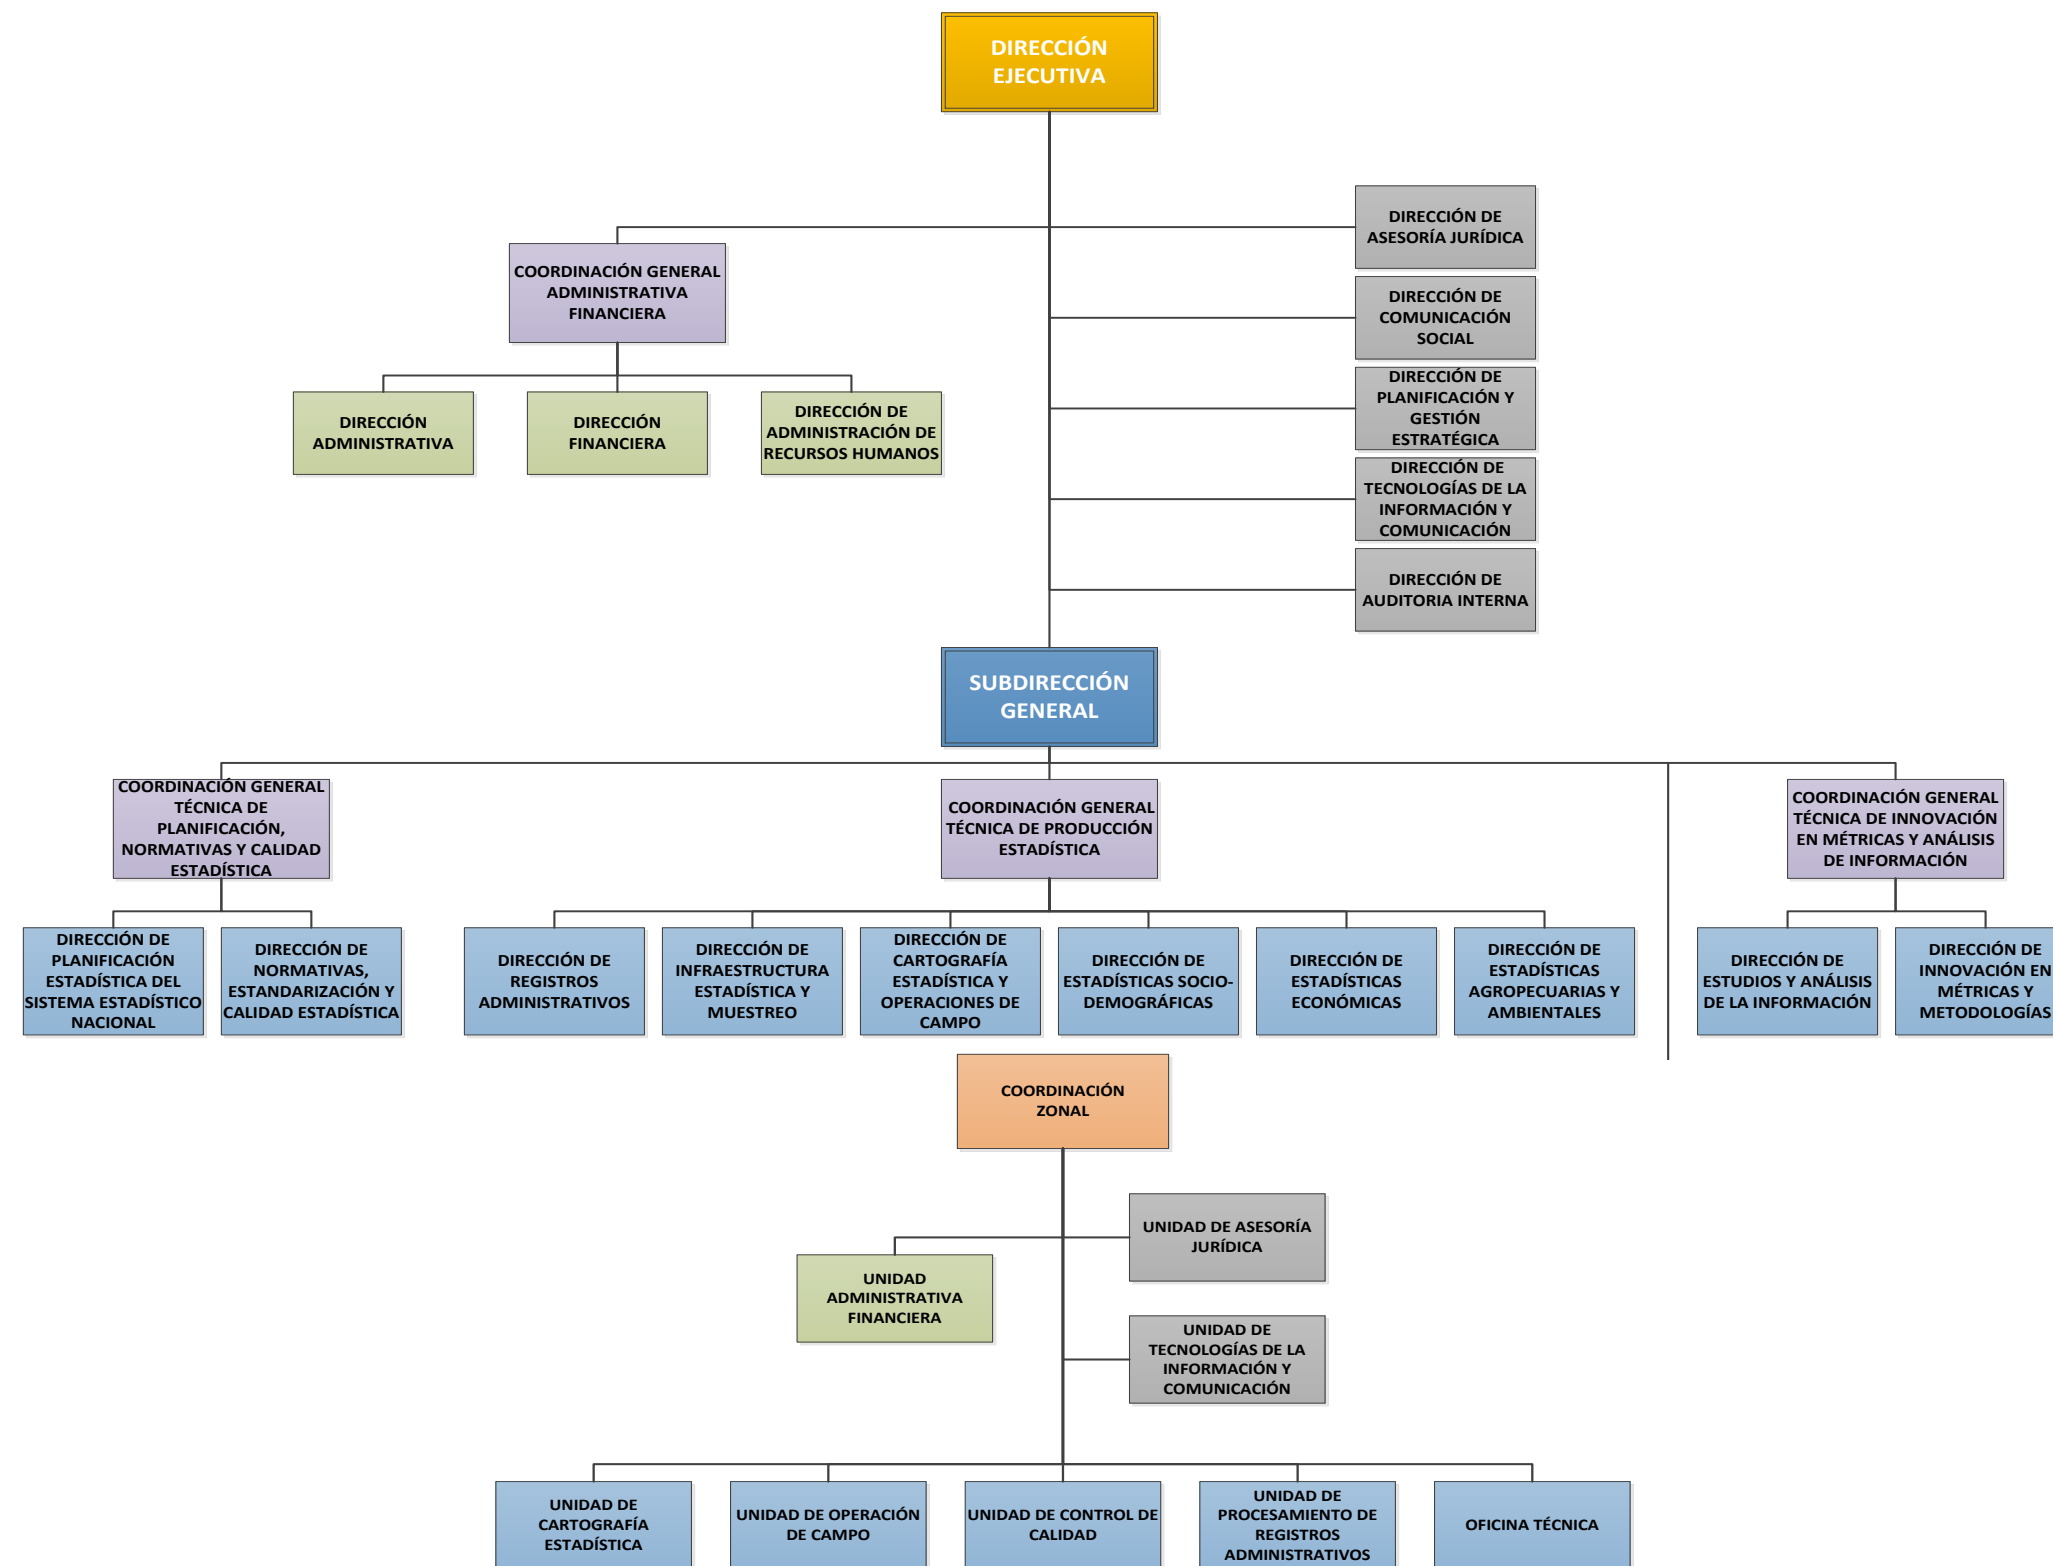 DIRECCIÓN
EJECUTIVA
DIRECCIÓN DE
ASESORÍA JURÍDICA
COORDINACIÓN GENERAL
ADMINISTRATIVA
FINANCIERA
DIRECCIÓN DE
COMUNICACIÓN
SOCIAL
DIRECCIÓN DE
PLANIFICACIÓN Y
GESTIÓN
ESTRATÉGICA
DIRECCIÓN
ADMINISTRATIVA
DIRECCIÓN
FINANCIERA
DIRECCIÓN DE
ADMINISTRACIÓN DE
RECURSOS HUMANOS
DIRECCIÓN DE
TECNOLOGÍAS DE LA
INFORMACIÓN Y
COMUNICACIÓN
DIRECCIÓN DE
AUDITORIA INTERNA
SUBDIRECCIÓN
GENERAL
COORDINACIÓN GENERAL
TÉCNICA DE
PLANIFICACIÓN,
NORMATIVAS Y CALIDAD
ESTADÍSTICA
COORDINACIÓN GENERAL
TÉCNICA DE PRODUCCIÓN
ESTADÍSTICA
COORDINACIÓN GENERAL
TÉCNICA DE INNOVACIÓN
EN MÉTRICAS Y ANÁLISIS
DE INFORMACIÓN
DIRECCIÓN DE
PLANIFICACIÓN
ESTADÍSTICA DEL
SISTEMA ESTADÍSTICO
NACIONAL
DIRECCIÓN DE
NORMATIVAS,
ESTANDARIZACIÓN Y
CALIDAD ESTADÍSTICA
DIRECCIÓN DE
REGISTROS
ADMINISTRATIVOS
DIRECCIÓN DE
INFRAESTRUCTURA
ESTADÍSTICA Y
MUESTREO
DIRECCIÓN DE
CARTOGRAFÍA
ESTADÍSTICA Y
OPERACIONES DE
CAMPO
DIRECCIÓN DE
ESTADÍSTICAS SOCIO-
DEMOGRÁFICAS
DIRECCIÓN DE
ESTADÍSTICAS
ECONÓMICAS
DIRECCIÓN DE
ESTADÍSTICAS
AGROPECUARIAS Y
AMBIENTALES
DIRECCIÓN DE
ESTUDIOS Y ANÁLISIS
DE LA INFORMACIÓN
DIRECCIÓN DE
INNOVACIÓN EN
MÉTRICAS Y
METODOLOGÍAS
COORDINACIÓN
ZONAL
UNIDAD DE ASESORÍA
JURÍDICA
UNIDAD
ADMINISTRATIVA
FINANCIERA
UNIDAD DE
TECNOLOGÍAS DE LA
INFORMACIÓN Y
COMUNICACIÓN
UNIDAD DE
CARTOGRAFÍA
ESTADÍSTICA
UNIDAD DE OPERACIÓN
DE CAMPO
UNIDAD DE CONTROL DE
CALIDAD
UNIDAD DE
PROCESAMIENTO DE
REGISTROS
ADMINISTRATIVOS
OFICINA TÉCNICA